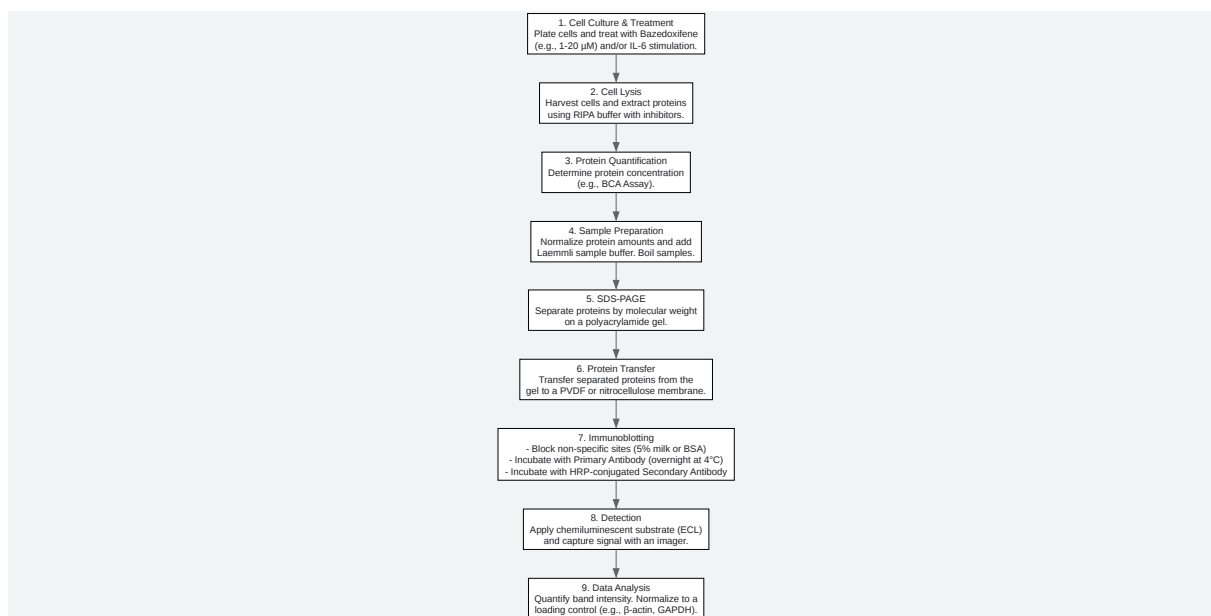 1. Cell Culture & Treatment
Plate cells and treat with Bazedoxifene
(e.g., 1-20 µM) and/or IL-6 stimulation.
2. Cell Lysis
Harvest cells and extract proteins
using RIPA buffer with inhibitors.
3. Protein Quantification
Determine protein concentration
(e.g., BCA Assay).
4. Sample Preparation
Normalize protein amounts and add
Laemmli sample buffer. Boil samples.
5. SDS-PAGE
Separate proteins by molecular weight
on a polyacrylamide gel.
6. Protein Transfer
Transfer separated proteins from the
gel to a PVDF or nitrocellulose membrane.
7. Immunoblotting
- Block non-specific sites (5% milk or BSA)
- Incubate with Primary Antibody (overnight at 4°C)
- Incubate with HRP-conjugated Secondary Antibody
8. Detection
Apply chemiluminescent substrate (ECL)
and capture signal with an imager.
9. Data Analysis
Quantify band intensity. Normalize to a
loading control (e.g., β-actin, GAPDH).